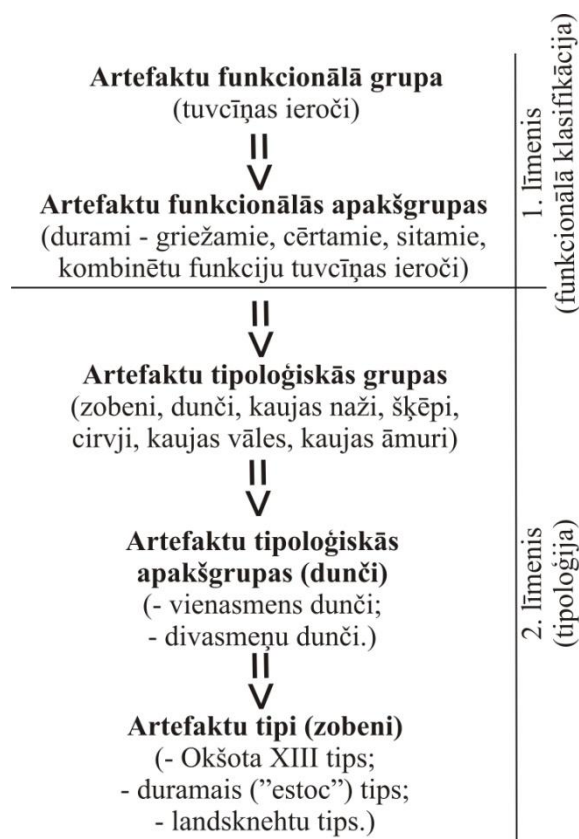 Artefaktu funkcionālā grupa
(tuvcīņas ieroči)
Artefaktu funkcionālās apakšgrupas
(durami - griežamie, cērtamie, sitamie,
kombinētu funkciju tuvcīņas ieroči)
1. līmenis
(funkcionālā klasifikācija)
Artefaktu tipoloģiskās grupas
(zobeni, dunči, kaujas naži, šķēpi,
cirvji, kaujas vāles, kaujas āmuri)
Artefaktu tipoloģiskās
apakšgrupas (dunči)
(- vienasmens dunči;
- divasmeņu dunči.)
Artefaktu tipi (zobeni)
(- Okšota XIII tips;
- duramais (”estoc”) tips;
- landsknehtu tips.)
2. līmenis
(tipoloģija)